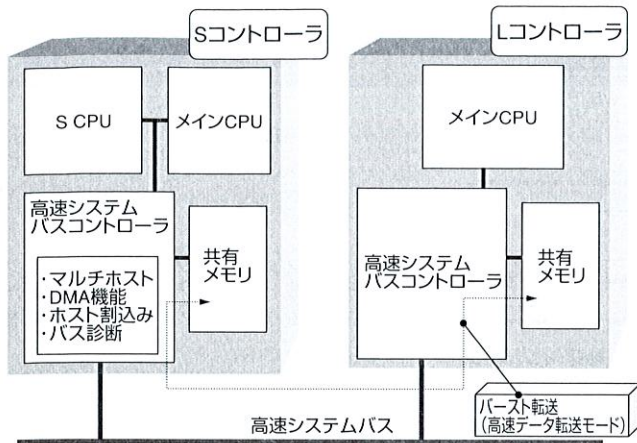 Sコントローラ
Lコントローラ
S CPU
メインCPU
メインCPU
高速システム
バスコントローラ
・マルチホスト
・DMA機能
・ホスト割込み
・バス診断
共有
メモリ
高速システム
バスコントローラ
共有
メモリ
高速システムバス
バースト転送
(高速データ転送モード)